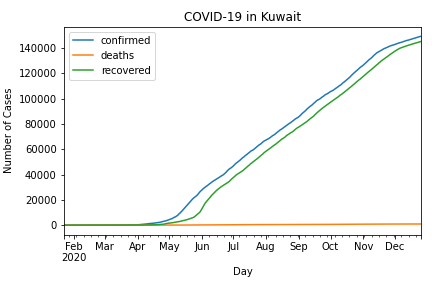 COVID-19 in Kuwait
confirmed
deaths
recovered
140000
120000
100000
80000
60000
40000
20000
0
Number of Cases
Feb Mar Apr May Jun Jul Aug Sep Oct Nov Dec
2020
Day